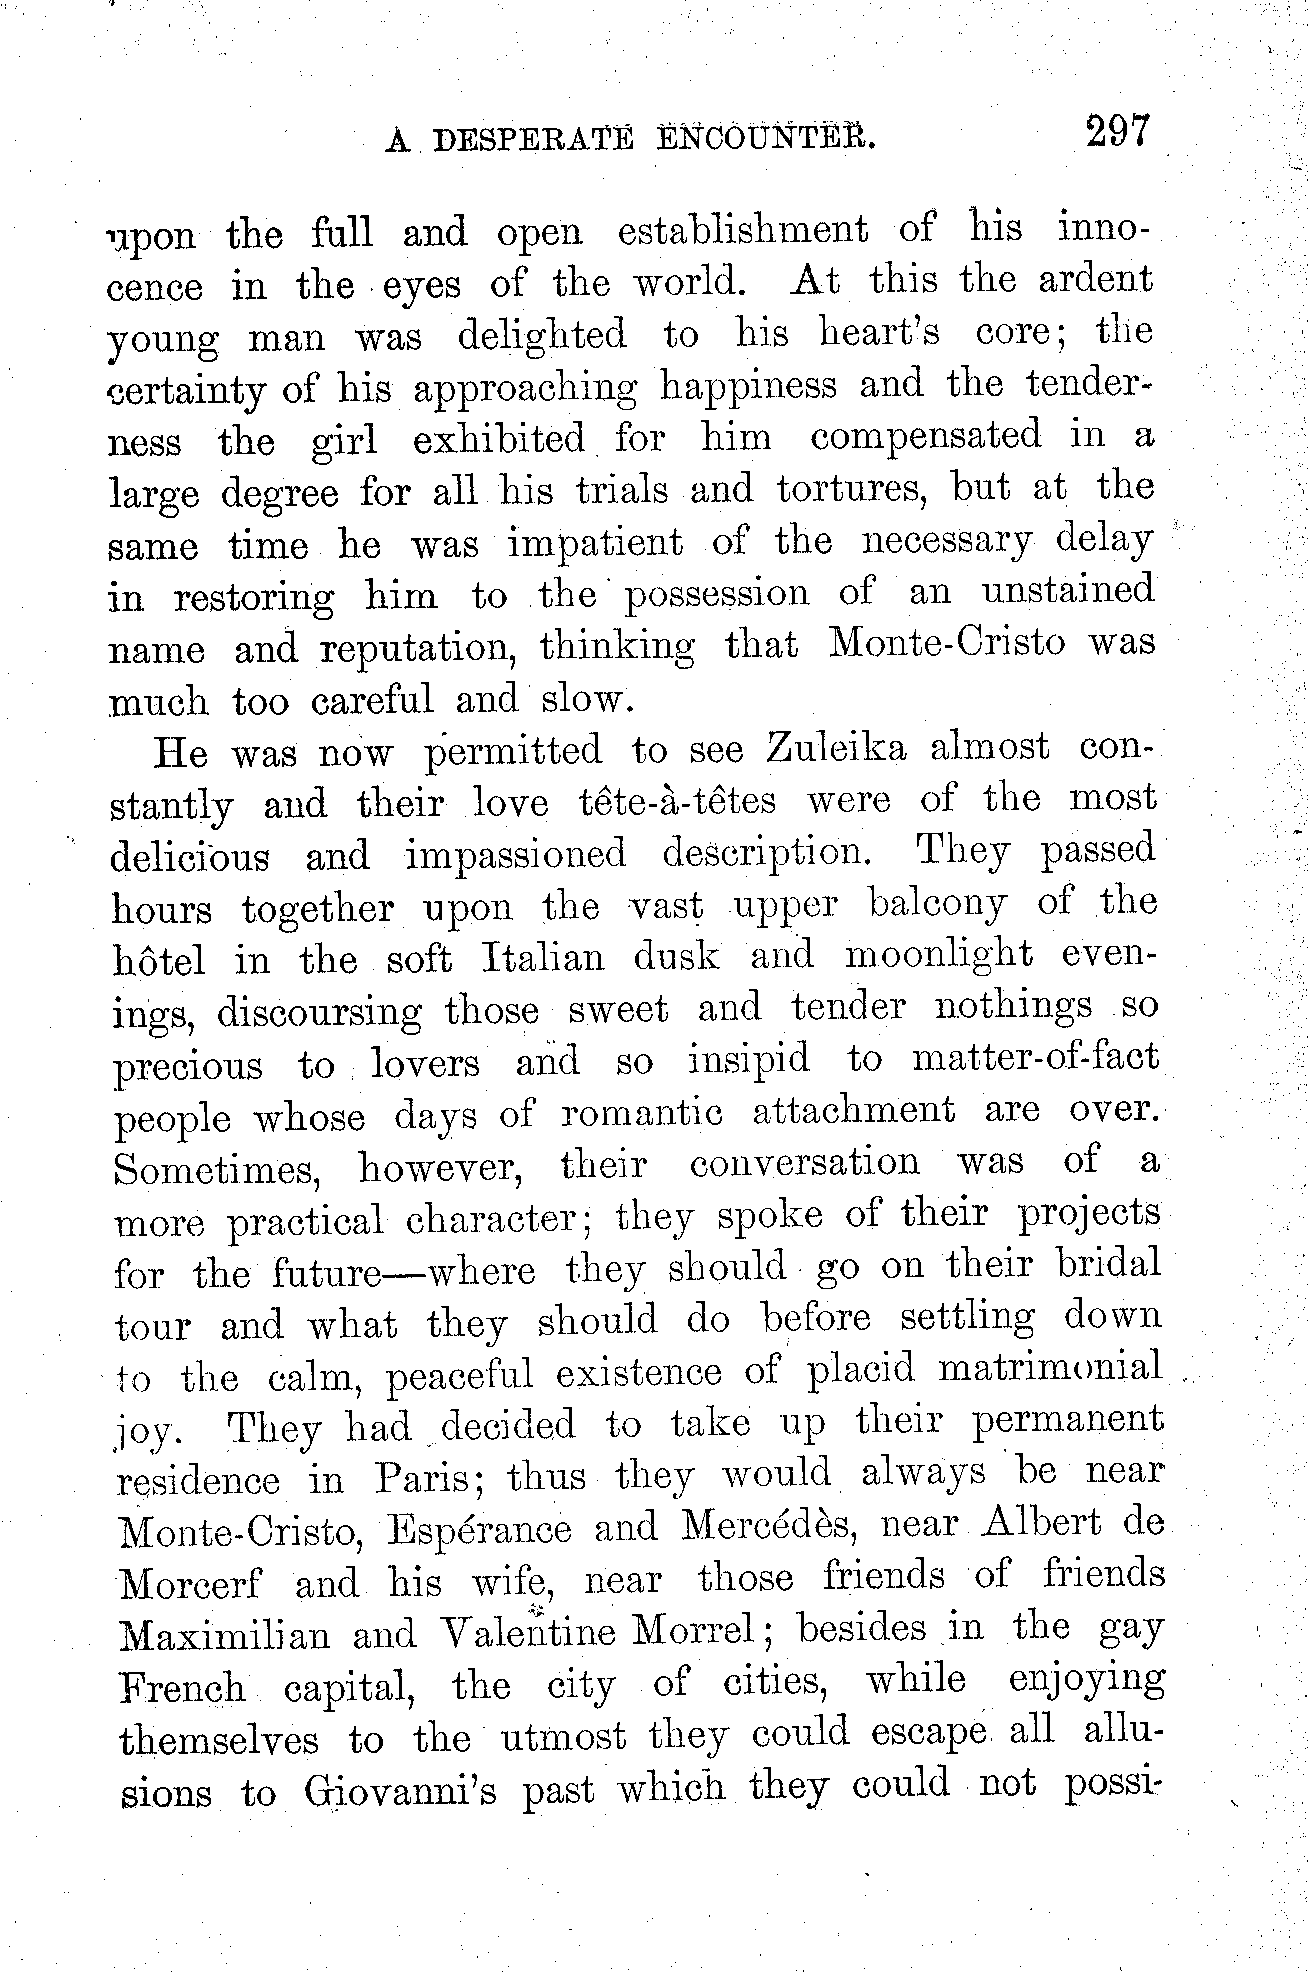 A DESPERATE ENCOUNTER. 297
upon the full and open establishment of his inno-
cence in the eyes of the world. At this the ardent
young man was delighted to his heart's core; the
certainty of his approaching happiness and the tender-
ness the girl exhibited for him compensated in a
large degree for all his trials and tortures, but at the
same time he was impatient of the necessary delay
in restoring him to the possession of an unstained
name and reputation, thinking that Monte-Cristo was
much too careful and slow.
He was now permitted to see Zuleika almost con-
stantly and their love tête-à-têtes were of the most
delicious and impassioned description. They passed
hours together upon the vast upper balcony of the
hôtel in the soft Italian dusk and moonlight even-
ings, discoursing those sweet and tender nothings so
precious to lovers and so insipid to matter-of-fact
people whose days of romantic attachment are over.
Sometimes, however, their conversation was of a
more practical character; they spoke of their projects
for the future—where they should go on their bridal
tour and what they should do before settling down
to the calm, peaceful existence of placid matrimonial
joy. They had decided to take up their permanent
residence in Paris; thus they would always be near
Monte-Cristo, Espérance and Mercédès, near Albert de
Morcerf and his wife, near those friends of friends
Maximilian and Valentine Morrel; besides in the gay
French capital, the city of cities, while enjoying
themselves to the utmost they could escape all allu-
sions to Giovanni's past which they could not possi-